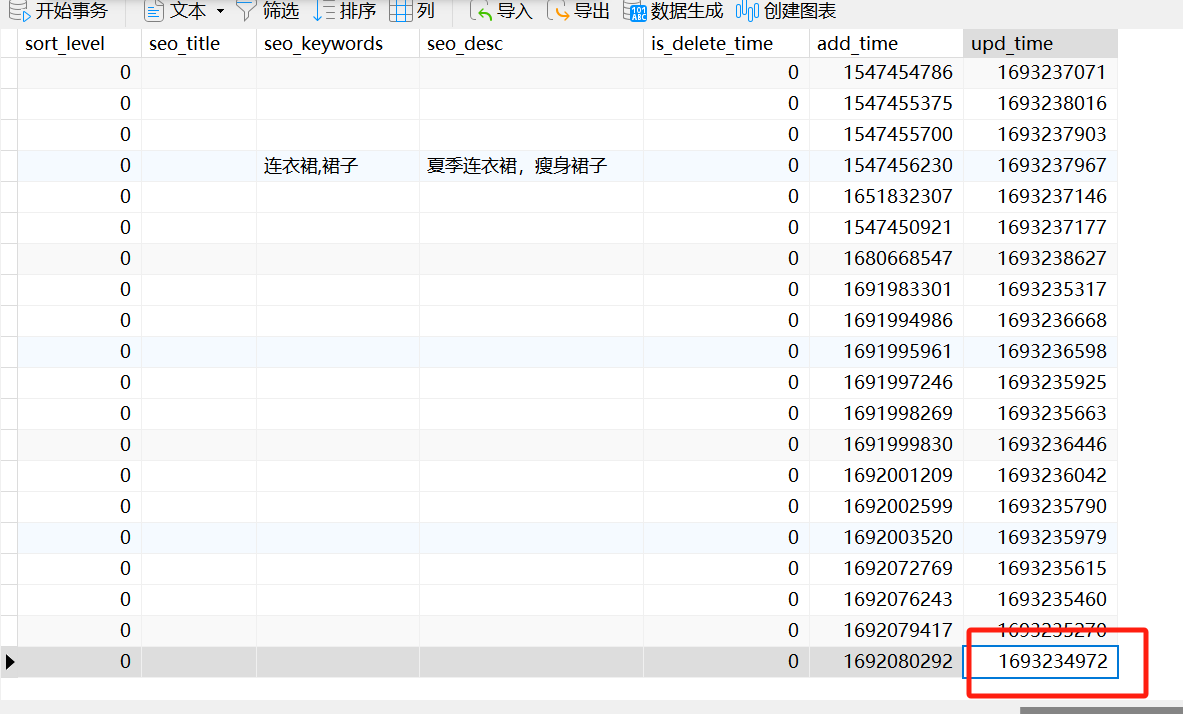 开始事务 文本 筛选 排序 列 导入 导出 数据生成 创建图表
sort_level seo_title seo_keywords seo_desc is_delete_time add_time upd_time
0 0 1547454786 1693237071
0 0 1547455375 1693238016
0 0 1547455700 1693237903
0 连衣裙,裙子 夏季连衣裙，瘦身裙子 0 1547456230 1693237967
0 0 1651832307 1693237146
0 0 1547450921 1693237177
0 0 1680668547 1693238627
0 0 1691983301 1693235317
0 0 1691994986 1693236668
0 0 1691995961 1693236598
0 0 1691997246 1693235925
0 0 1691998269 1693235663
0 0 1691999830 1693236446
0 0 1692001209 1693236042
0 0 1692002599 1693235790
0 0 1692003520 1693235979
0 0 1692072769 1693235615
0 0 1692076243 1693235460
0 0 1692079417 1693235270
0 0 1692080292 1693234972